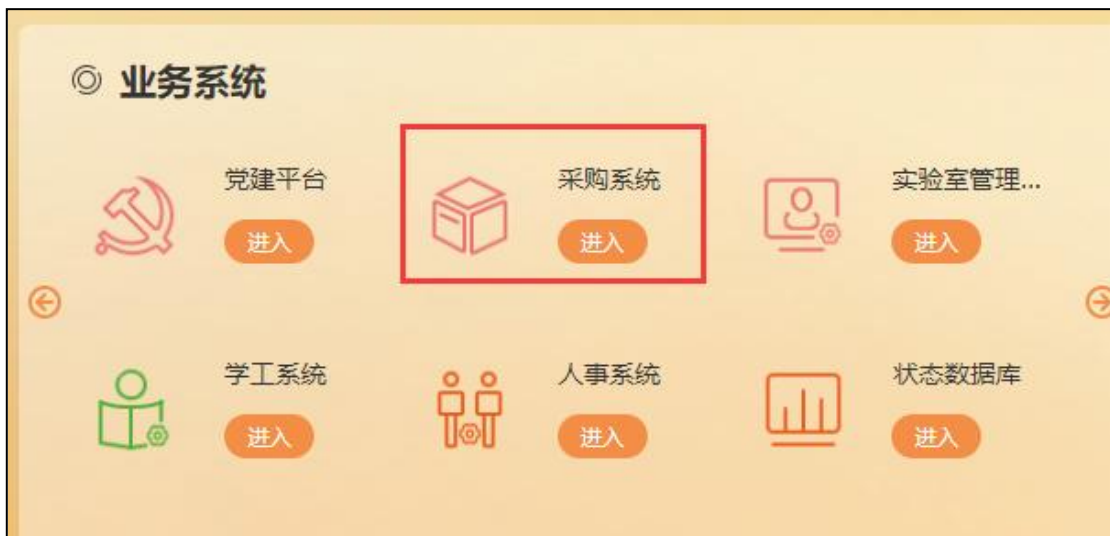 业务系统
党建平台
采购系统
实验室管理...
进入
进入
进入
学工系统
人事系统
状态数据库
进入
进入
进入